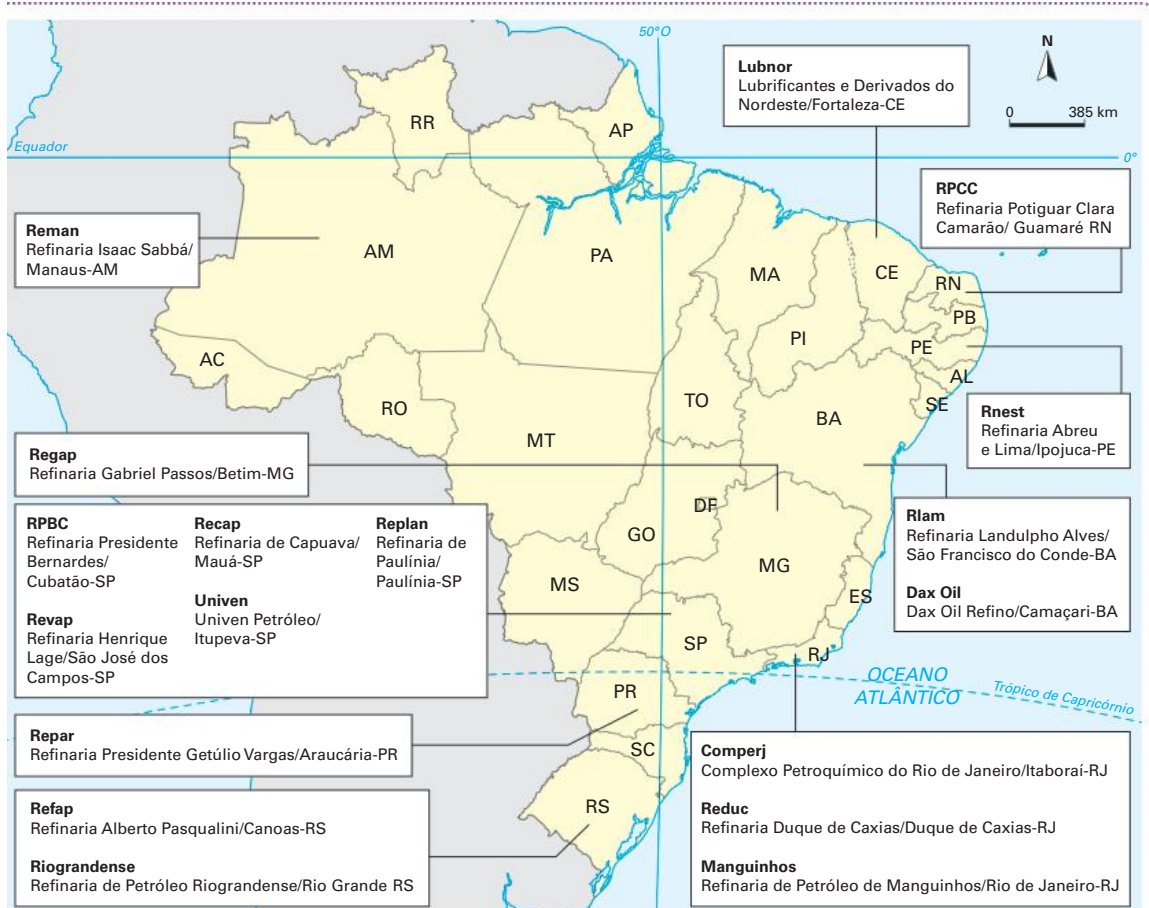 50° O
N
0 385 km
Equador
0°
Lubnor
Lubrificantes e Derivados do
Nordeste/Fortaleza-CE
RPCC
Refinaria Potiguar Clara
Camarão/ Guamaré RN
Reman
Refinaria Isaac Sabbá/
Manaus-AM
RR
AP
AM
PA
MA
CE
RN
PB
PI
PE
AL
SE
AC
RO
TO
BA
MT
Rnest
Refinaria Abreu
e Lima/Ipojuca-PE
Regap
Refinaria Gabriel Passos/Betim-MG
DF
GO
MG
MS
ES
SP
RJ
Rlam
Refinaria Landulpho Alves/
São Francisco do Conde-BA
Dax Oil
Dax Oil Refino/Camaçari-BA
RPBC
Refinaria Presidente
Bernardes/
Cubatão-SP
Revap
Refinaria Henrique
Lage/São José dos
Campos-SP
Recap
Refinaria de Capuava/
Mauá-SP
Univen
Univen Petróleo/
Itupeva-SP
Replan
Refinaria de
Paulínia/
Paulínia-SP
OCEANO
ATLÂNTICO
Trópico de Capricórnio
PR
SC
RS
Repar
Refinaria Presidente Getúlio Vargas/Araucária-PR
Refap
Refinaria Alberto Pasqualini/Canoas-RS
Riograndense
Refinaria de Petróleo Riograndense/Rio Grande RS
Comperj
Complexo Petroquímico do Rio de Janeiro/Itaboraí-RJ
Reduc
Refinaria Duque de Caxias/Duque de Caxias-RJ
Manguinhos
Refinaria de Petróleo de Manguinhos/Rio de Janeiro-RJ